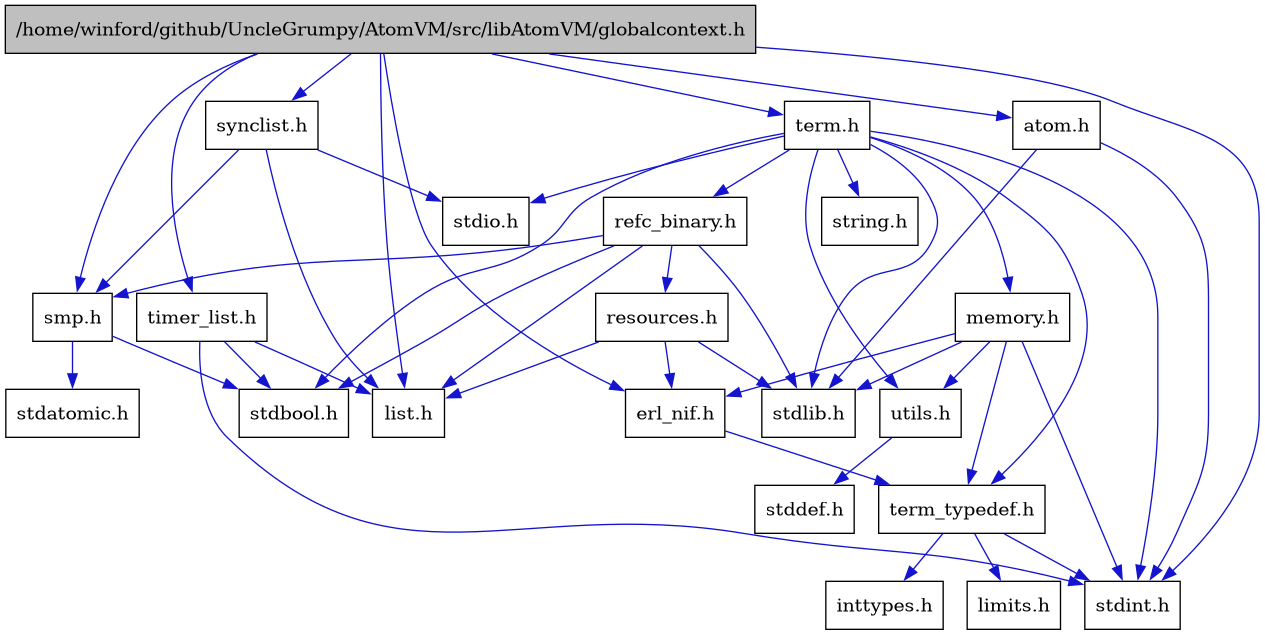 /home/winford/github/UncleGrumpy/AtomVM/src/libAtomVM/globalcontext.h
synclist.h
term.h
atom.h
stdio.h
refc_binary.h
string.h
smp.h
timer_list.h
resources.h
memory.h
stdatomic.h
stdbool.h
list.h
erl_nif.h
stdlib.h
utils.h
stddef.h
term_typedef.h
inttypes.h
limits.h
stdint.h